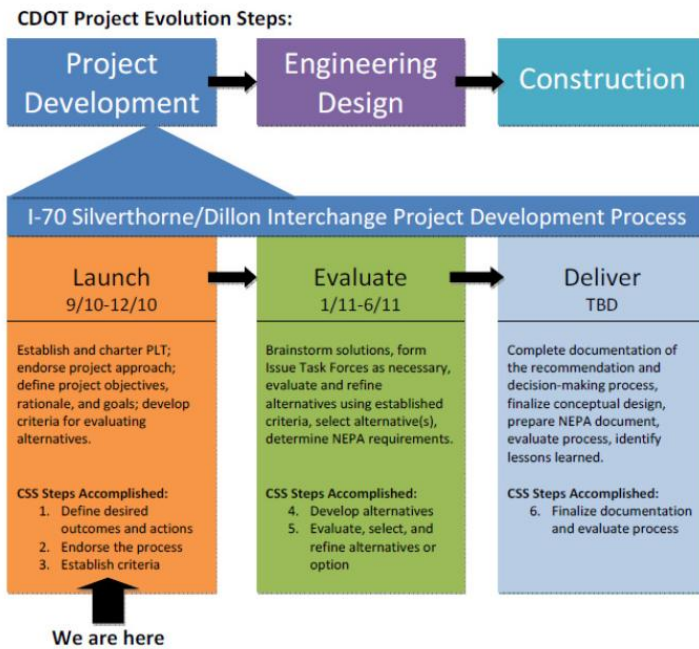 CDOT Project Evolution Steps:
Project
Development
Engineering
Design
Construction
I-70 Silverthorne/Dillon Interchange Project Development Process
Launch
9/10-12/10
Establish and charter PLT;
endorse project approach;
define project objectives,
rationale, and goals; develop
criteria for evaluating
alternatives.
CSS Steps Accomplished:
1. Define desired
outcomes and actions
2. Endorse the process
3. Establish criteria
Evaluate
1/11-6/11
Brainstorm solutions, form
Issue Task Forces as necessary,
evaluate and refine
alternatives using established
criteria, select alternative(s),
determine NEPA requirements.
CSS Steps Accomplished:
4. Develop alternatives
5. Evaluate, select, and
refine alternatives or
option
Deliver
TBD
Complete documentation of
the recommendation and
decision-making process,
finalize conceptual design,
prepare NEPA document,
evaluate process, identify
lessons learned.
CSS Steps Accomplished:
6. Finalize documentation
and evaluate process
We are here